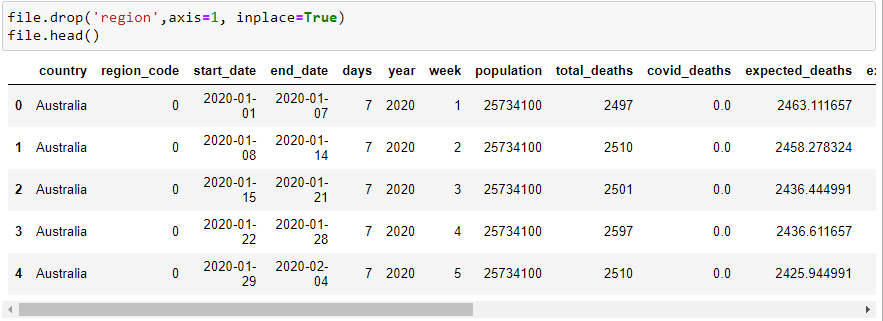 file.drop('region',axis=1, inplace=True)
file.head()
country region_code start_date end_date days year week population total_deaths covid_deaths expected_deaths ex
0 Australia 0 2020-01-01 2020-01-07 7 2020 1 25734100 2497 0.0 2463.111657
1 Australia 0 2020-01-08 2020-01-14 7 2020 2 25734100 2510 0.0 2458.278324
2 Australia 0 2020-01-15 2020-01-21 7 2020 3 25734100 2501 0.0 2436.444991
3 Australia 0 2020-01-22 2020-01-28 7 2020 4 25734100 2597 0.0 2436.611657
4 Australia 0 2020-01-29 2020-02-04 7 2020 5 25734100 2510 0.0 2425.944991